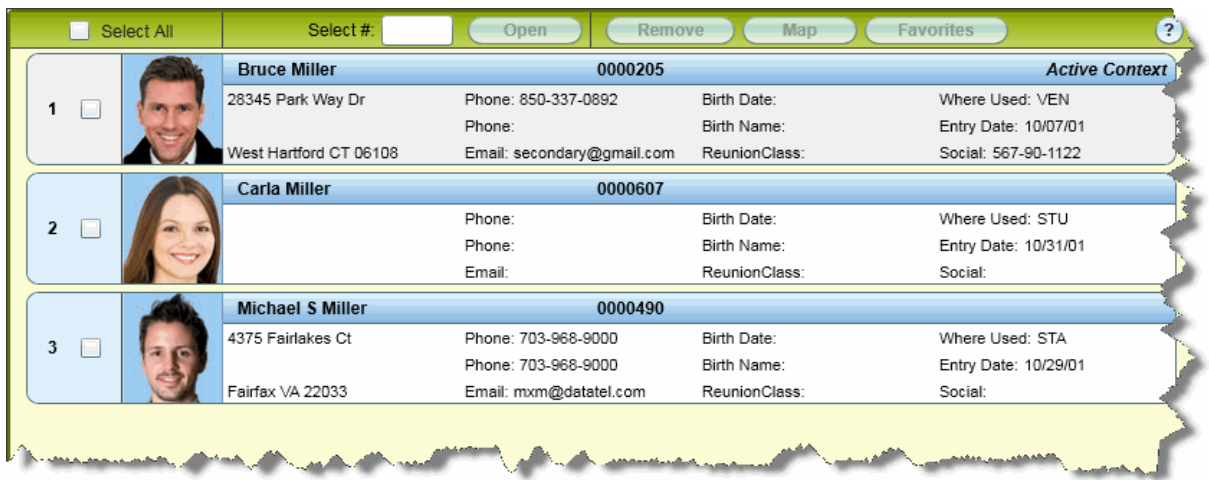 Select All Select #: Open Remove Map Favorites ?
Bruce Miller 0000205 Active Context
1
28345 Park Way Dr Phone: 850-337-0892 Birth Date: Where Used: VEN
Phone: Birth Name: Entry Date: 10/07/01
West Hartford CT 06108 Email: secondary@gmail.com ReunionClass: Social: 567-90-1122
Carla Miller 0000607
2
Phone: Birth Date: Where Used: STU
Phone: Birth Name: Entry Date: 10/31/01
Email: ReunionClass: Social:
Michael S Miller 0000490
3
4375 Fairlakes Ct Phone: 703-968-9000 Birth Date: Where Used: STA
Phone: 703-968-9000 Birth Name: Entry Date: 10/29/01
Fairfax VA 22033 Email: mxm@datatel.com ReunionClass: Social: